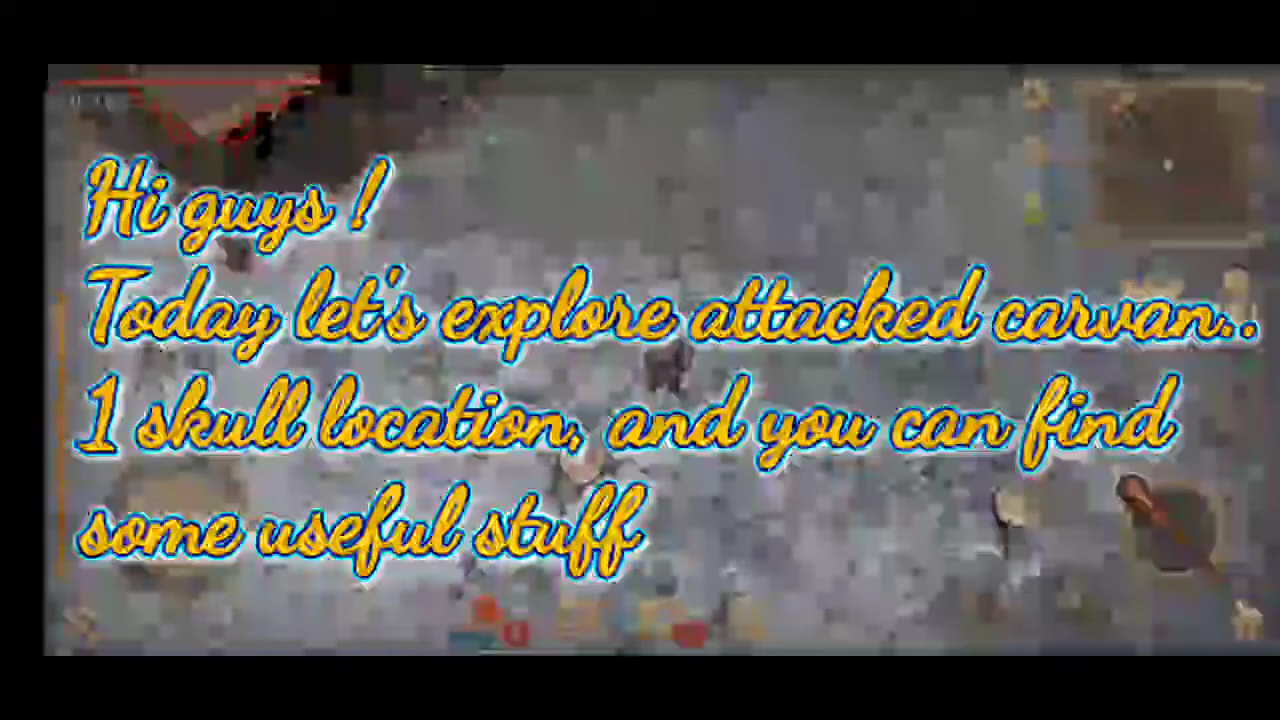 Hi guys !
Today let's explore attacked carvan..
1 skull location, and you can find
some useful stuff